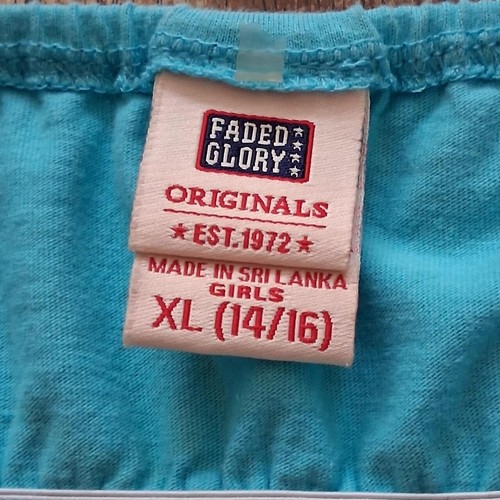 FADED
GLORY
ORIGINALS
★ EST.1972 ★
MADE IN SRI LANKA
GIRLS
XL (14/16)